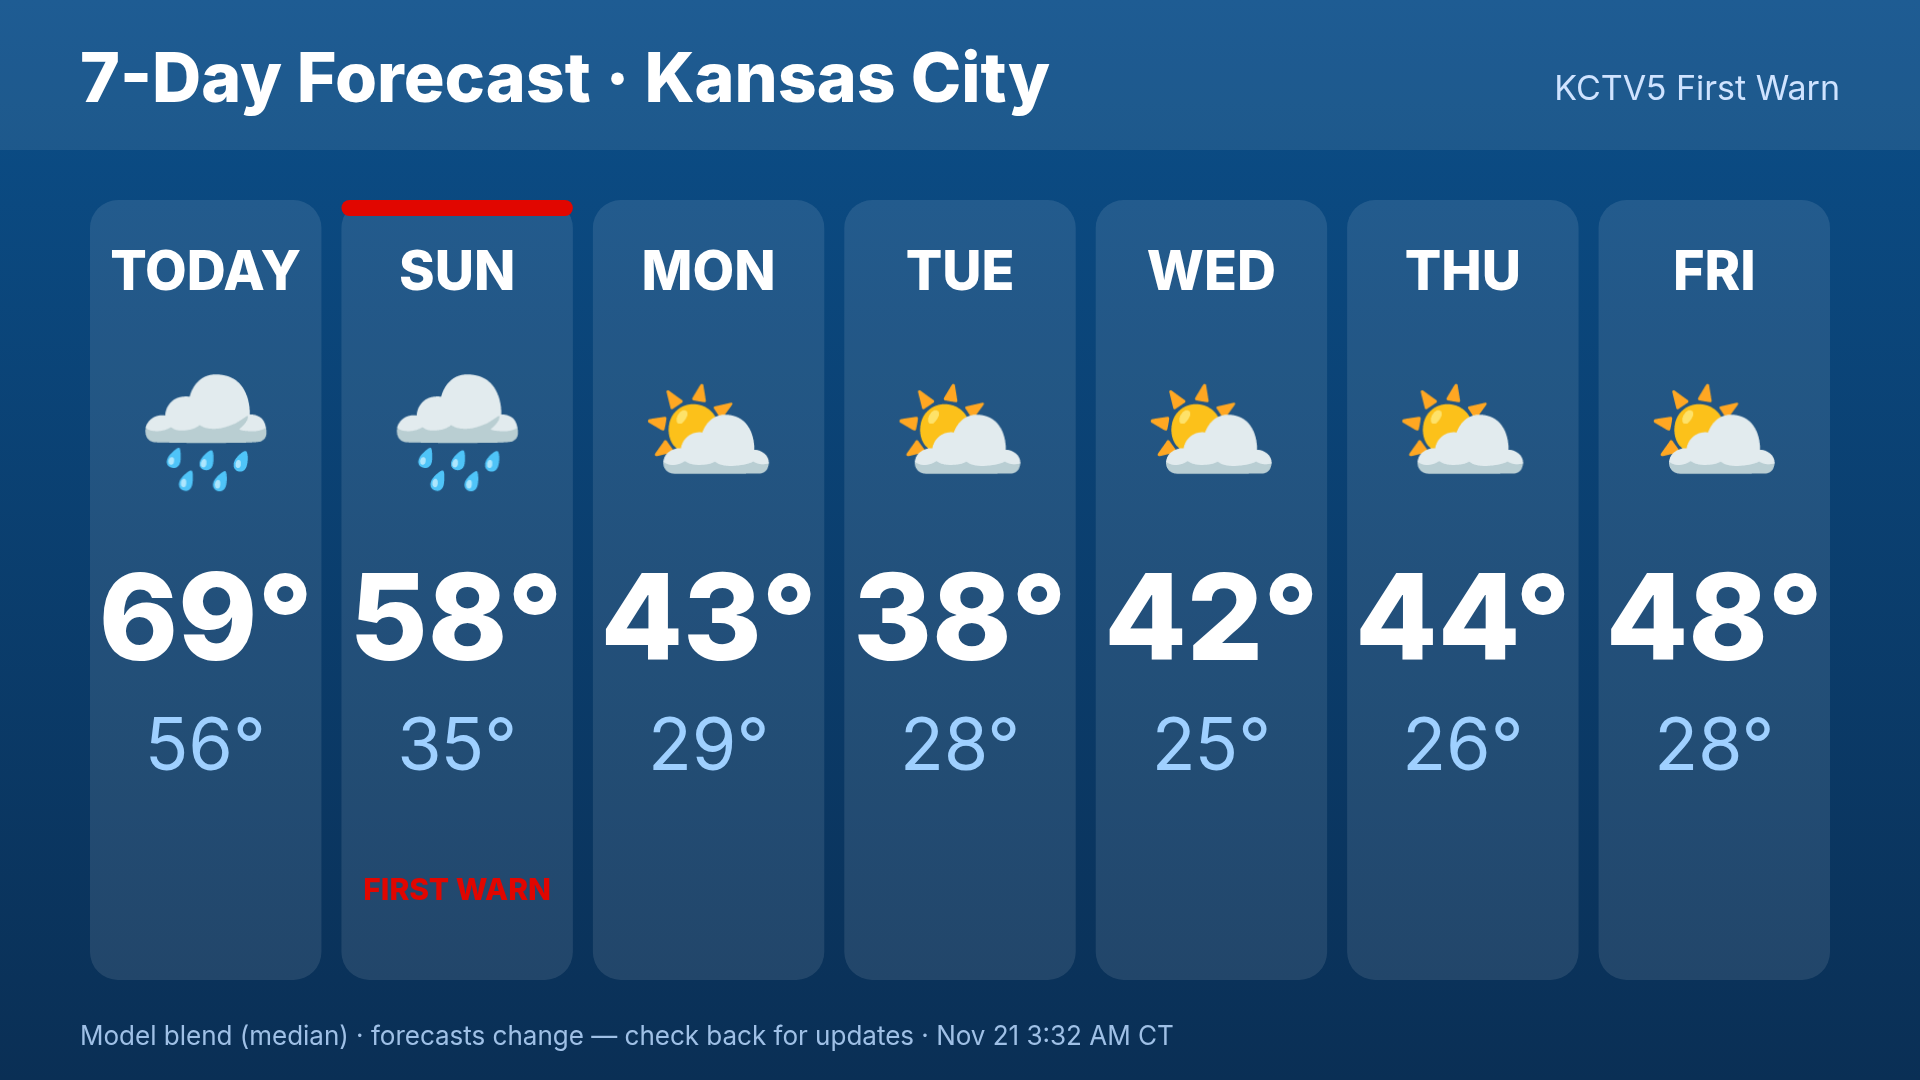 7-Day Forecast · Kansas City
KCTV5 First Warn
TODAY SUN MON TUE WED THU FRI
69° 58° 43° 38° 42° 44° 48°
56° 35° 29° 28° 25° 26° 28°
FIRST WARN
Model blend (median) · forecasts change — check back for updates · Nov 21 3:32 AM CT